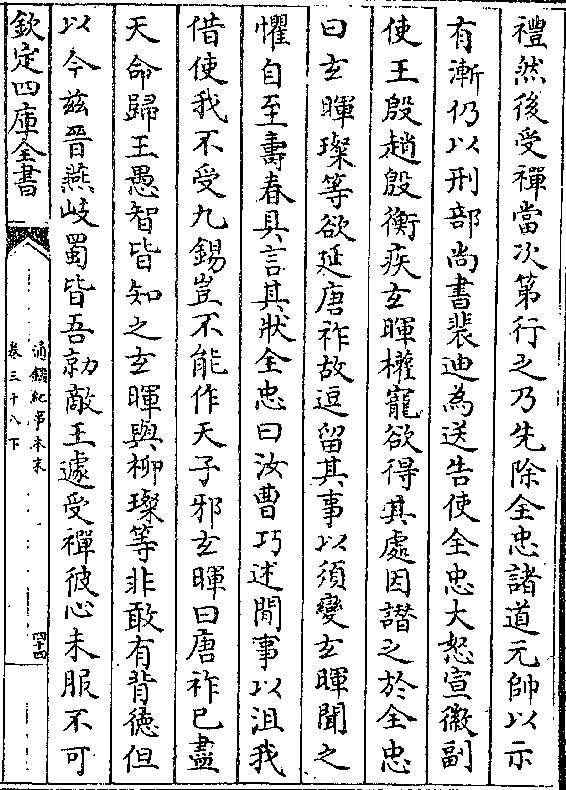 禮然後受禪當次第行之乃先除全忠諸道元帥以示
有漸仍以刑部尚書裴迪為送告使全忠大怒宣徽副
使王殷趙殷衡疾玄暉權寵欲得其處因譖之於全忠
曰玄暉璨等欲延唐祚故逗留其事以須變玄暉聞之
懼自至壽春具言其狀全忠曰汝曹巧述閒事以沮我
借使我不受九錫豈不能作天子邪玄暉曰唐祚已盡
天命歸王愚智皆知之玄暉與柳璨等非敢有背德但
以今茲晉燕岐蜀皆吾勍敵王遽受禪彼心未服不可
欽定四庫全書
通鑑紀事本末
卷三十八下
四十四